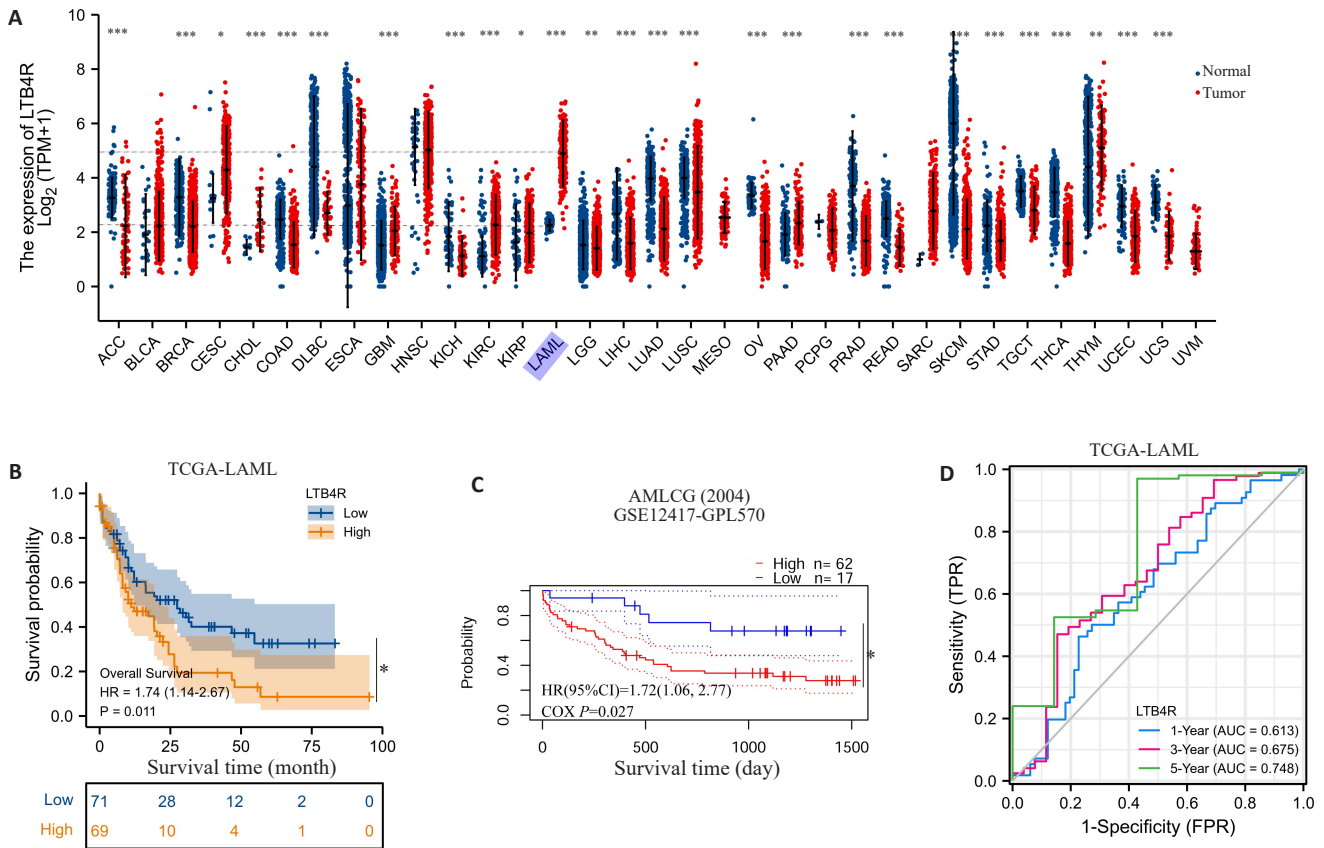 A
The expression of LTB4R
Log2 (TPM+1)
10
8
6
4
2
0
*** *** * *** *** *** *** *** *** * *** ** *** *** *** *** *** *** *** *** *** *** *** ** *** ***
Normal
Tumor
ACC BLCA BRCA CESC CHOL COAD DLBC ESCA GBM HNSC KICH KIRC KIRP LAML LGG LIHC LUAD LUSC MESO OV PAAD PCPG PRAD READ SARC SKCM STAD TGCT THCA THYM UCEC UCS UVM
B
TCGA-LAML
Survival probability
1.0
0.8
0.6
0.4
0.2
0.0
LTB4R
Low
High
Overall Survival
HR = 1.74 (1.14-2.67)
P = 0.011
*
0 25 50 75 100
Survival time (month)
Low 71 28 12 2 0
High 69 10 4 1 0
C
AMLCG (2004)
GSE12417-GPL570
High n= 62
Low n= 17
Probability
0.8
0.4
0.0
HR(95%CI)=1.72(1.06, 2.77)
COX P=0.027
*
0 500 1000 1500
Survival time (day)
D
TCGA-LAML
Sensitivity (TPR)
1.0
0.8
0.6
0.4
0.2
0.0
LTB4R
1-Year (AUC = 0.613)
3-Year (AUC = 0.675)
5-Year (AUC = 0.748)
0.0 0.2 0.4 0.6 0.8 1.0
1-Specificity (FPR)